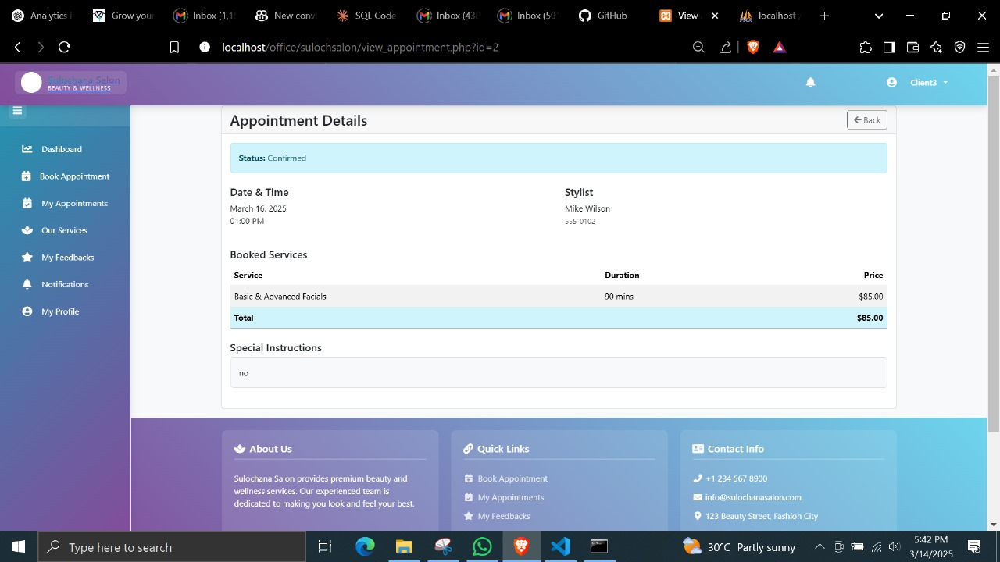 Analytics
Grow your
Inbox (1,1
New conv
SQL Code
Inbox (43
Inbox (591
GitHub
View
localhost
localhost/office/sulochsalon/view_appointment.php?id=2
Sulochana Salon
BEAUTY & WELLNESS
Client3
Dashboard
Book Appointment
My Appointments
Our Services
My Feedbacks
Notifications
My Profile
Appointment Details
Back
Status: Confirmed
Date & Time
March 16, 2025
01:00 PM
Stylist
Mike Wilson
555-0102
Booked Services
Service Duration Price
Basic & Advanced Facials 90 mins $85.00
Total $85.00
Special Instructions
no
About Us
Sulochana Salon provides premium beauty and
wellness services. Our experienced team is
dedicated to making you look and feel your best.
Quick Links
Book Appointment
My Appointments
My Feedbacks
Contact Info
+1 234 567 8900
info@sulochanasalon.com
123 Beauty Street, Fashion City
Type here to search
30°C Partly sunny
5:42 PM
3/14/2025